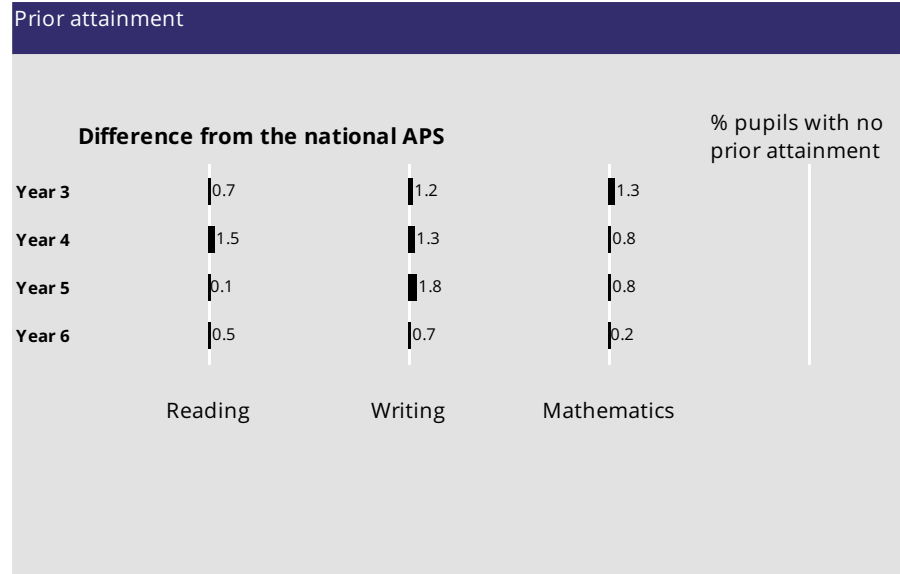 Prior attainment
Difference from the national APS
% pupils with no
prior attainment
Year 3 0.7 1.2 1.3
Year 4 1.5 1.3 0.8
Year 5 0.1 1.8 0.8
Year 6 0.5 0.7 0.2
Reading Writing Mathematics